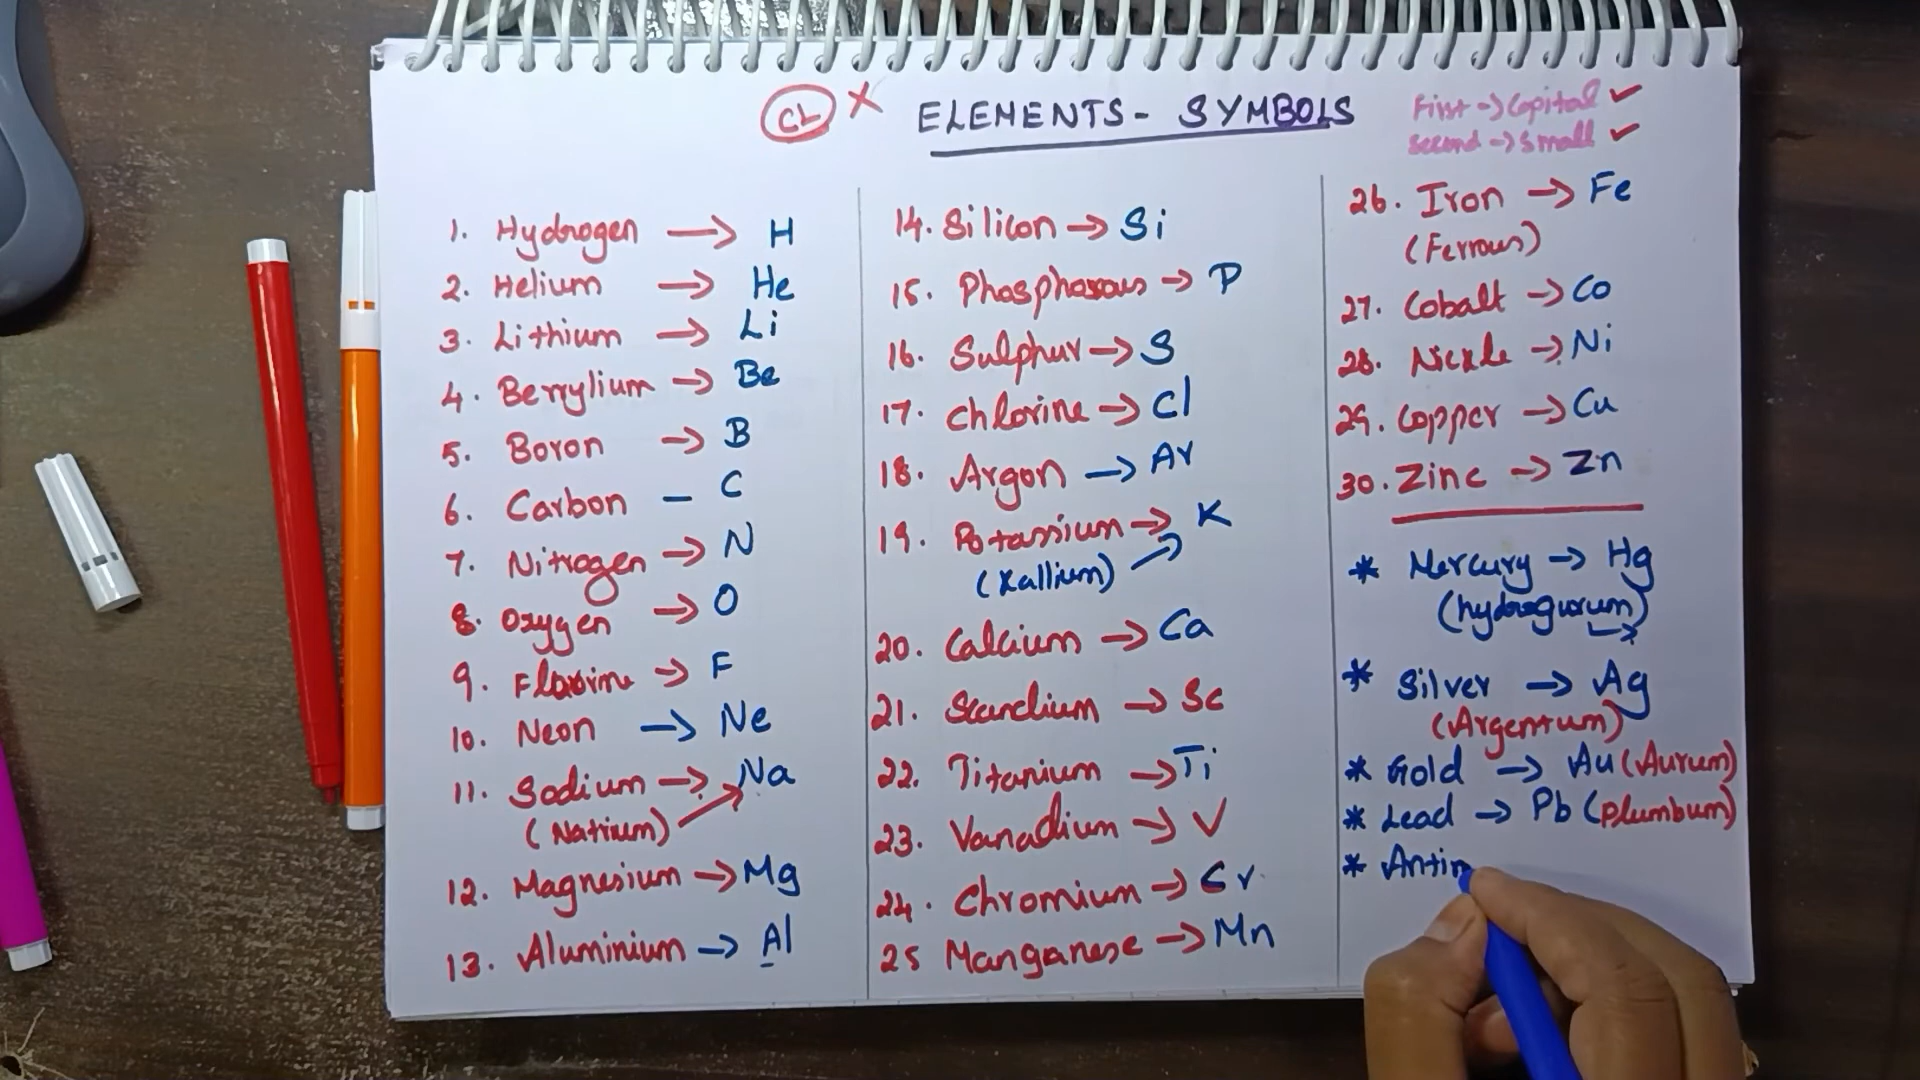 CL X ELEMENTS - SYMBOLS
First -> Capital ✓
Second -> Small ✓
1. Hydrogen -> H
2. Helium -> He
3. Lithium -> Li
4. Berrylium -> Be
5. Boron -> B
6. Carbon - C
7. Nitrogen -> N
8. Oxygen -> O
9. Flourine -> F
10. Neon -> Ne
11. Sodium -> Na
(Natrium)
12. Magnesium -> Mg
13. Aluminium -> Al
14. Silicon -> Si
15. Phosphorous -> P
16. Sulphur -> S
17. Chlorine -> Cl
18. Argon -> Ar
19. Potassium -> K
(Kallium)
20. Calcium -> Ca
21. Scandium -> Sc
22. Titanium -> Ti
23. Vanadium -> V
24. Chromium -> Cr
25 Manganese -> Mn
26. Iron -> Fe
(Ferrous)
27. Cobalt -> Co
28. Nickle -> Ni
29. Copper -> Cu
30. Zinc -> Zn
* Mercury -> Hg
(hydrogurum)
* Silver -> Ag
(Argentum)
* Gold -> Au (Aurum)
* Lead -> Pb (Plumbum)
* Antim